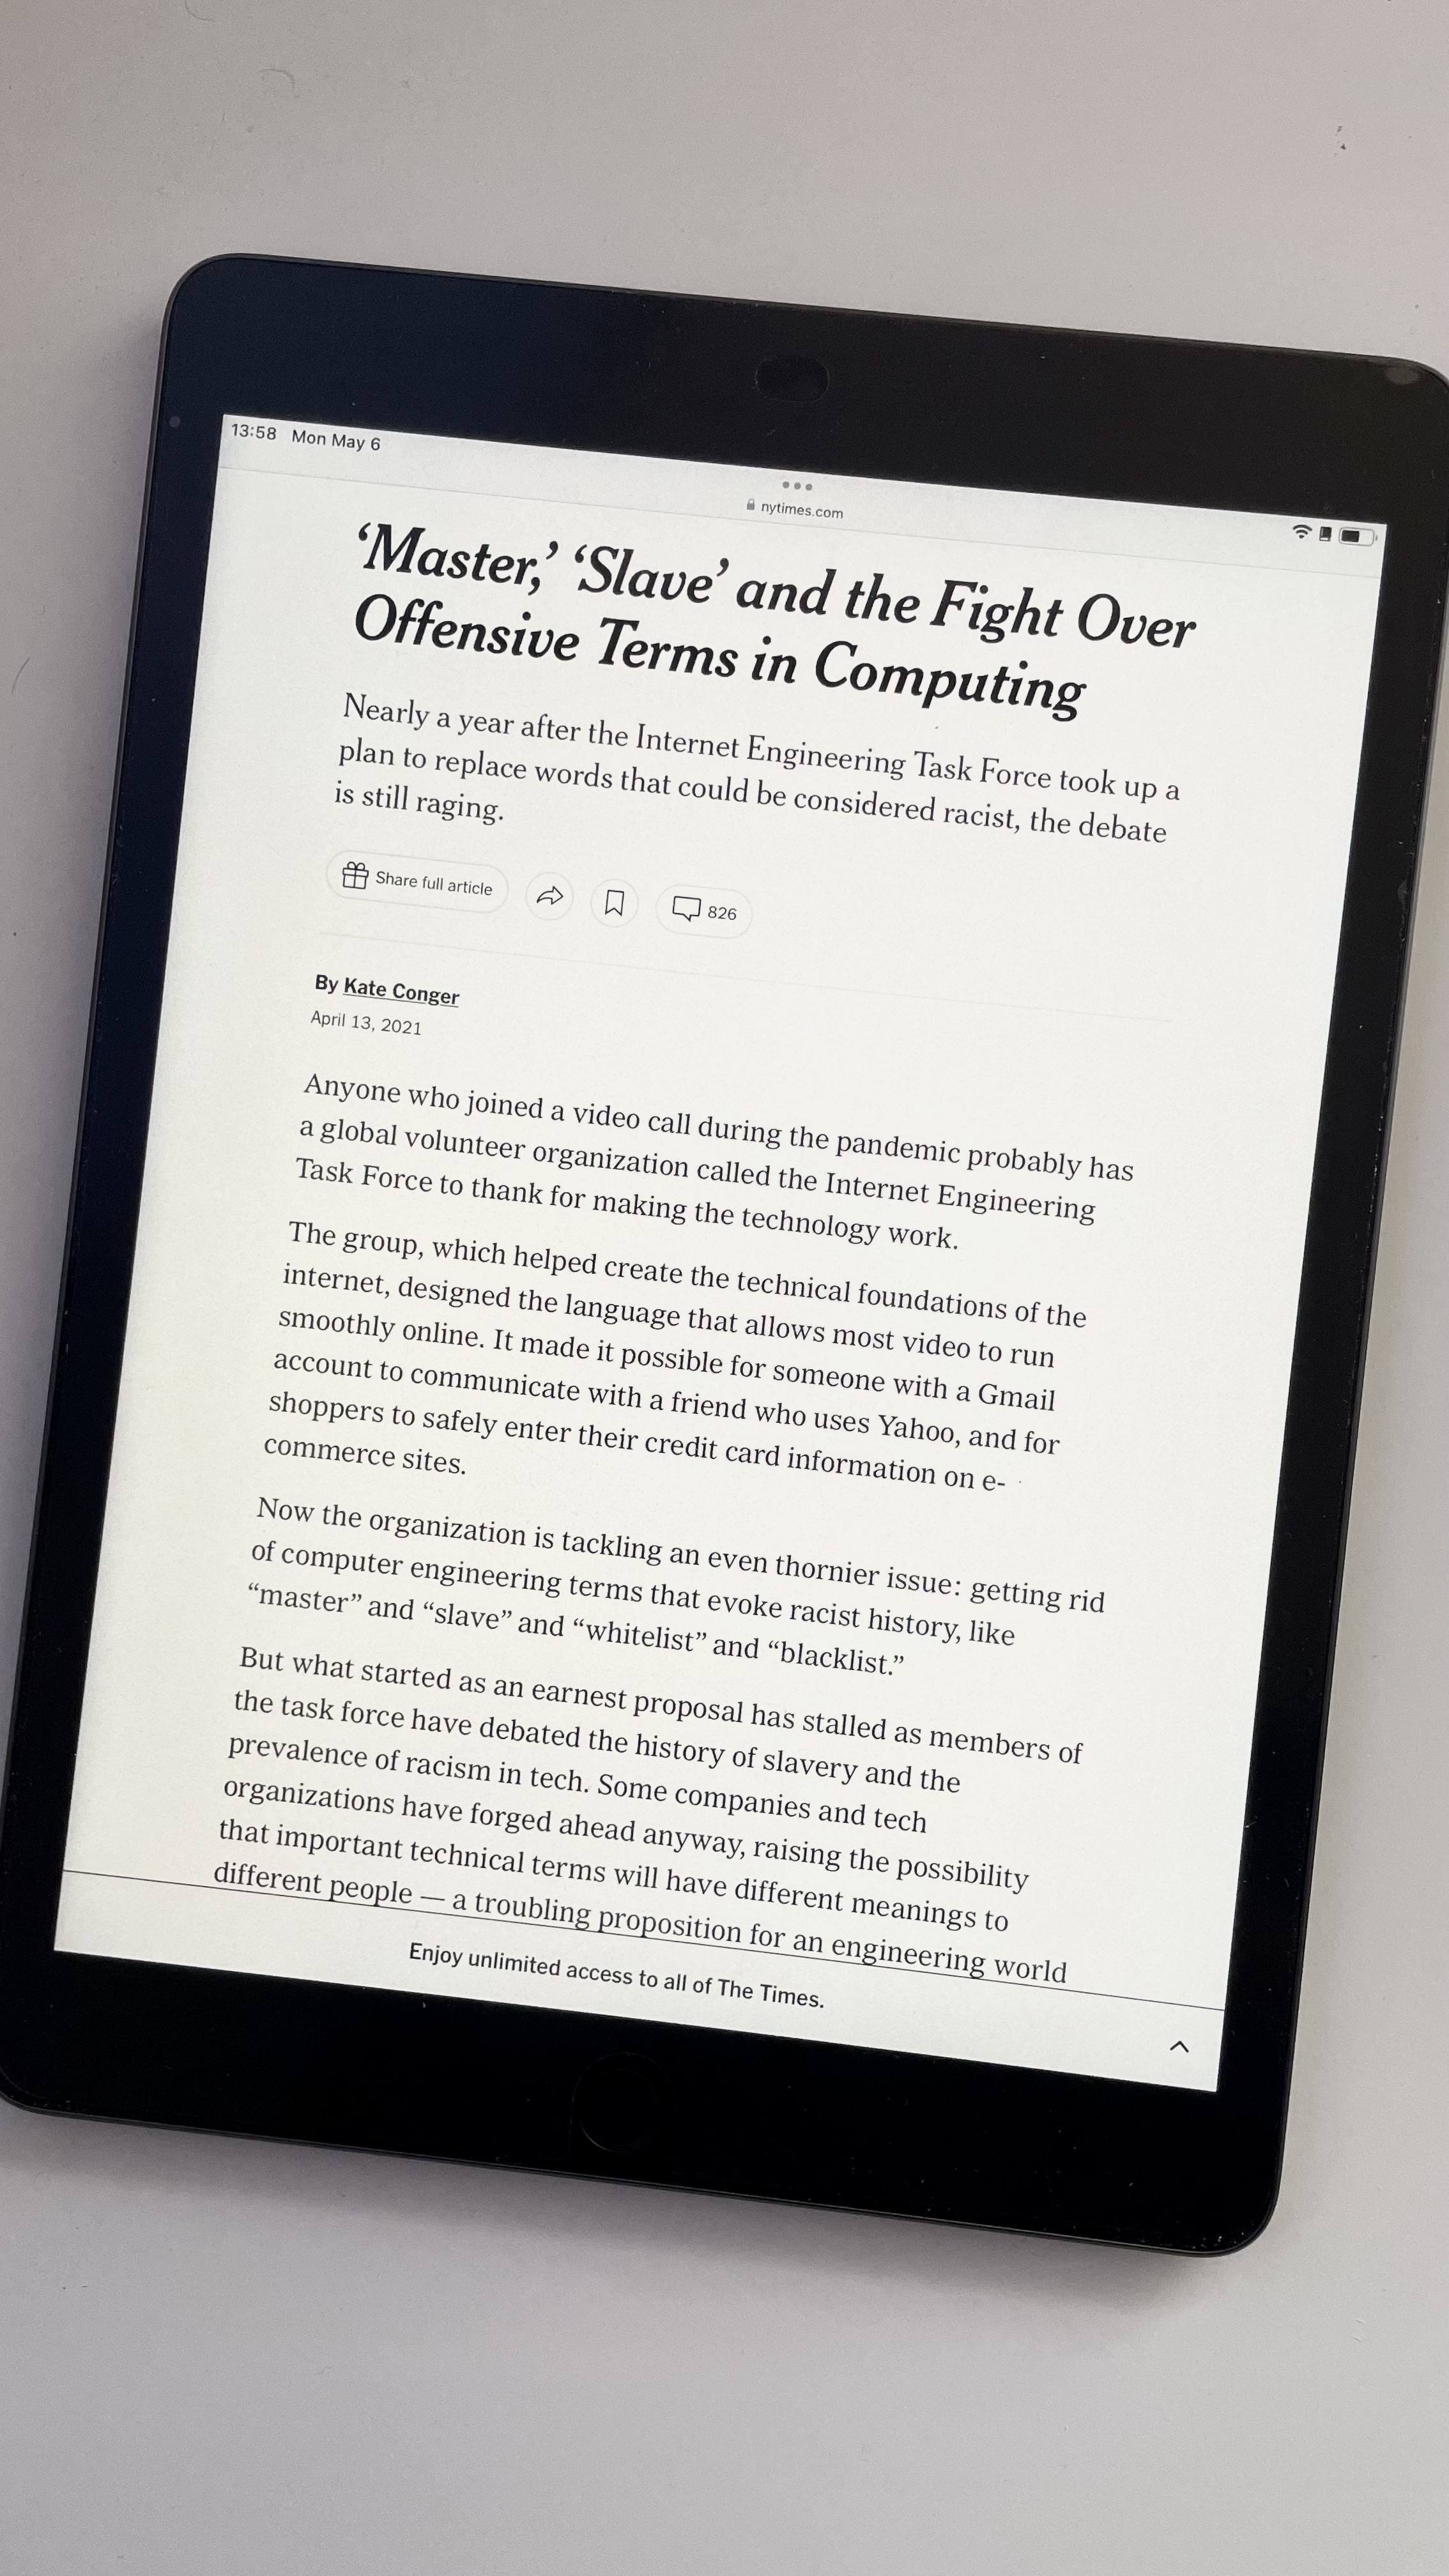 13:58 Mon May 6
nytimes.com
‘Master,’ ‘Slave’ and the Fight Over
Offensive Terms in Computing
Nearly a year after the Internet Engineering Task Force took up a
plan to replace words that could be considered racist, the debate
is still raging.
Share full article
826
By Kate Conger
April 13, 2021
Anyone who joined a video call during the pandemic probably has
a global volunteer organization called the Internet Engineering
Task Force to thank for making the technology work.
The group, which helped create the technical foundations of the
internet, designed the language that allows most video to run
smoothly online. It made it possible for someone with a Gmail
account to communicate with a friend who uses Yahoo, and for
shoppers to safely enter their credit card information on e-
commerce sites.
Now the organization is tackling an even thornier issue: getting rid
of computer engineering terms that evoke racist history, like
“master” and “slave” and “whitelist” and “blacklist.”
But what started as an earnest proposal has stalled as members of
the task force have debated the history of slavery and the
prevalence of racism in tech. Some companies and tech
organizations have forged ahead anyway, raising the possibility
that important technical terms will have different meanings to
different people — a troubling proposition for an engineering world
Enjoy unlimited access to all of The Times.